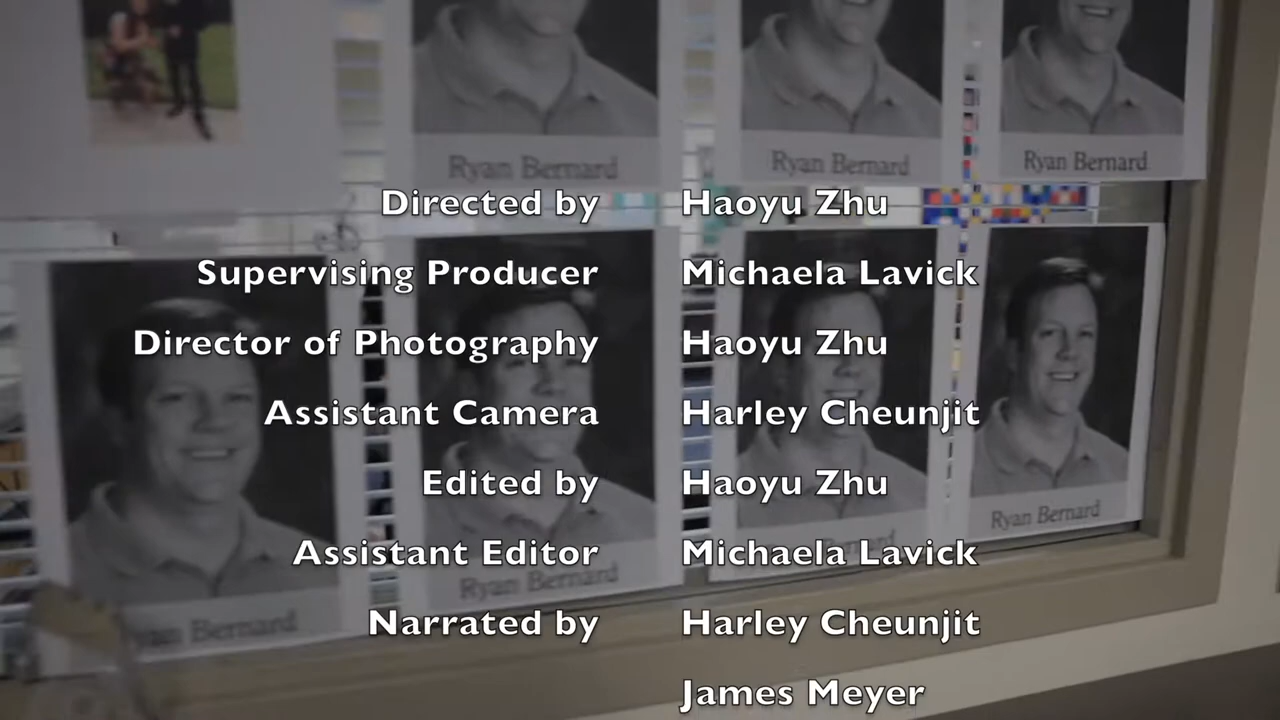 Ryan Bernard
Ryan Bernard
Ryan Bernard
Directed by Haoyu Zhu
Supervising Producer Michaela Lavick
Director of Photography Haoyu Zhu
Assistant Camera Harley Cheunjit
Edited by Haoyu Zhu
Assistant Editor Michaela Lavick
Narrated by Harley Cheunjit
James Meyer
Ryan Bernard
Ryan Bernard
Bernard